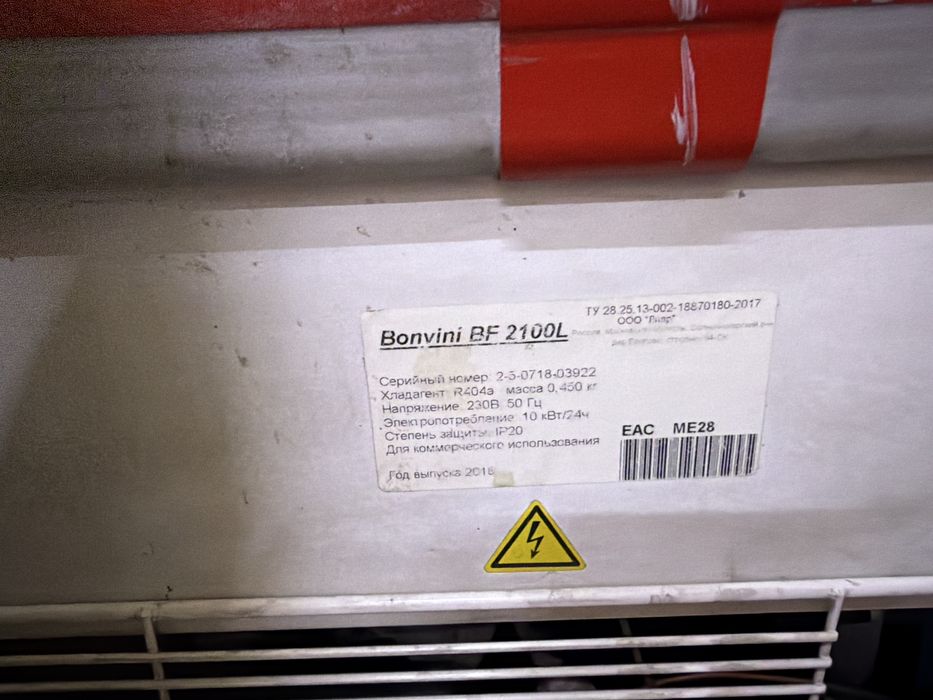 ТУ 28.25.13-002-18870180-2017
ООО "Лиар"
Bonvini BF 2100L
Серийный номер: 2-5-0718-03922
Хладагент: R404a масса 0,450 кг
Напряжение: 230В, 50 Гц
Электропотребление: 10 кВт/24ч
Степень защиты: IP20
Для коммерческого использования
Год выпуска 2018
EAC ME28